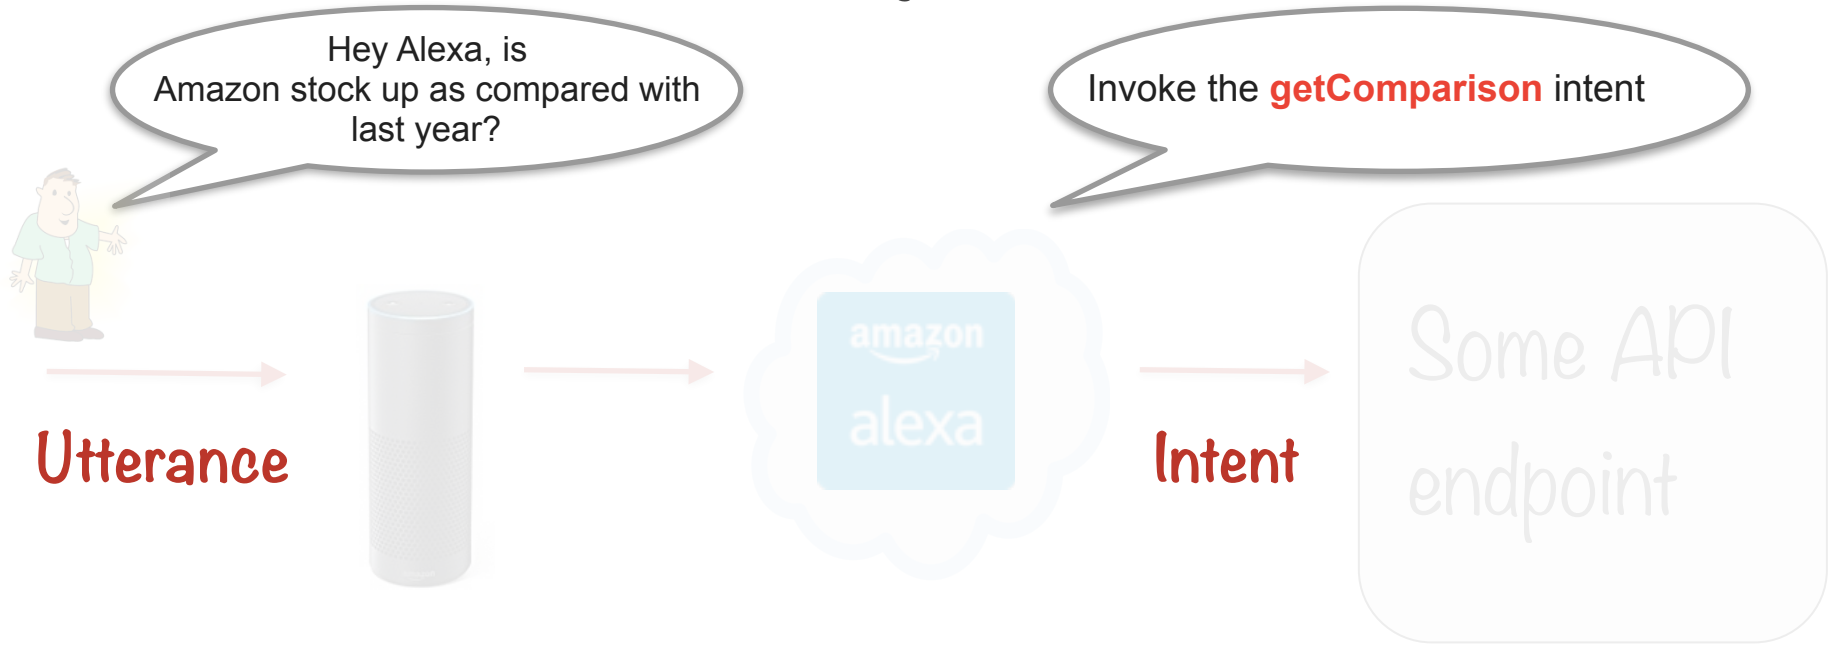 Hey Alexa, is
Amazon stock up as compared with
last year?
Invoke the getComparison intent
amazon
alexa
Some API
endpoint
Utterance
Intent